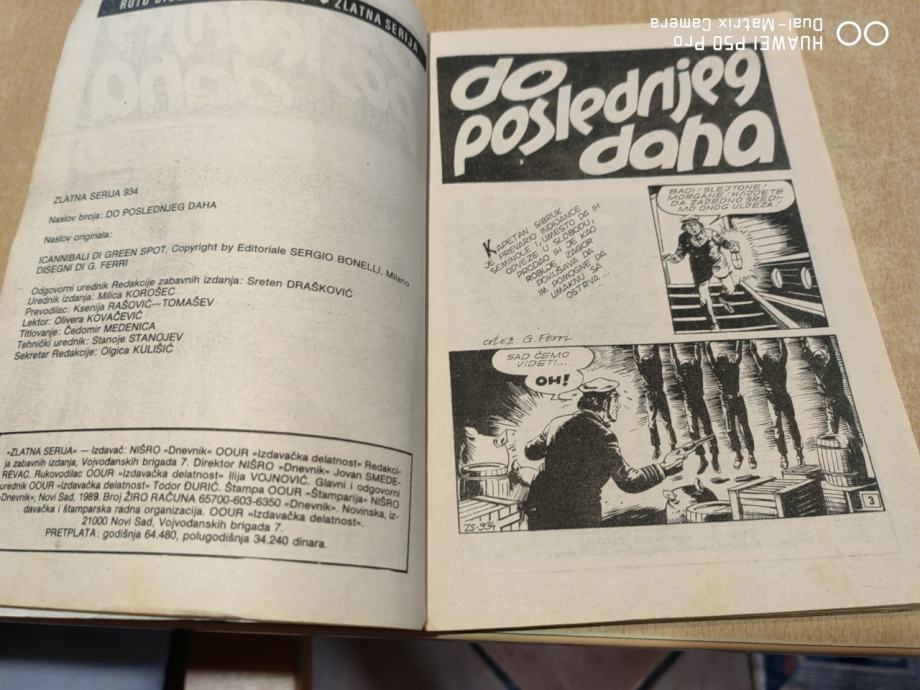 ZLATNA SERIJA
ZLATNA SERIJA 934
Naslov broja: DO POSLEDNJEG DAHA
Naslov originala:
ICANNIBALI DI GREEN SPOT, Copyright by Editoriale SERGIO BONELLI, Milano
DISEGNI DI G. FERRI
Odgovorni urednik Redakcije zabavnih izdanja: Sreten DRAŠKOVIĆ
Urednik izdanja: Milica KOROŠEC
Prevodilac: Ksenija RAŠOVIĆ—TOMAŠEV
Lektor: Olivera KOVAČEVIĆ
Titlovanje: Čedomir MEDENICA
Tehnički urednik: Stanoje STANOJEV
Sekretar Redakcije: Olgica KULIŠIĆ
»ZLATNA SERIJA« — Izdavač: NIŠRO »Dnevnik« OOUR »Izdavačka delatnost« Redakci-
ja zabavnih izdanja, Vojvođanskih brigada 7. Direktor NIŠRO »Dnevnik« Jovan SMEDE-
REVAC. Rukovodilac OOUR »Izdavačka delatnost« Ilija VOJNOVIĆ. Glavni i odgovorni
urednik OOUR »Izdavačka delatnost« Todor ĐURIĆ. Štampa OOUR »Štamparija« NIŠRO
»Dnevnik«, Novi Sad, 1989. Broj ŽIRO RAČUNA 65700-603-6350 »Dnevnik«. Novinska, iz-
davačka i štamparska radna organizacija. OOUR »Izdavačka delatnost«.
21000 Novi Sad, Vojvođanskih brigada 7.
PRETPLATA: godišnja 64.480, polugodišnja 34.240 dinara.
do
poslednjeg
daha
KAPETAN SIBRUK
JE PREVARIO INDIJANCE
SEMINOLE I UMESTO DA IH
ODVEZE U SLOBODU,
PRODAO IH JE KAO
ROBLJE. ZAGOR
POKUŠAVA DA
IM POMOGNE DA
UMAKNU SA
OSTRVA...
BADI! SLEJTONE!
MORGANE! HAJDETE
DA ZAJEDNO SREDI-
MO ONOG ULJEZA!
crtež: G. Ferri
SAD ĆEMO
VIDETI...
OH!
ZS-934
3
HUAWEI P50 Pro
Dual-Matrix Camera